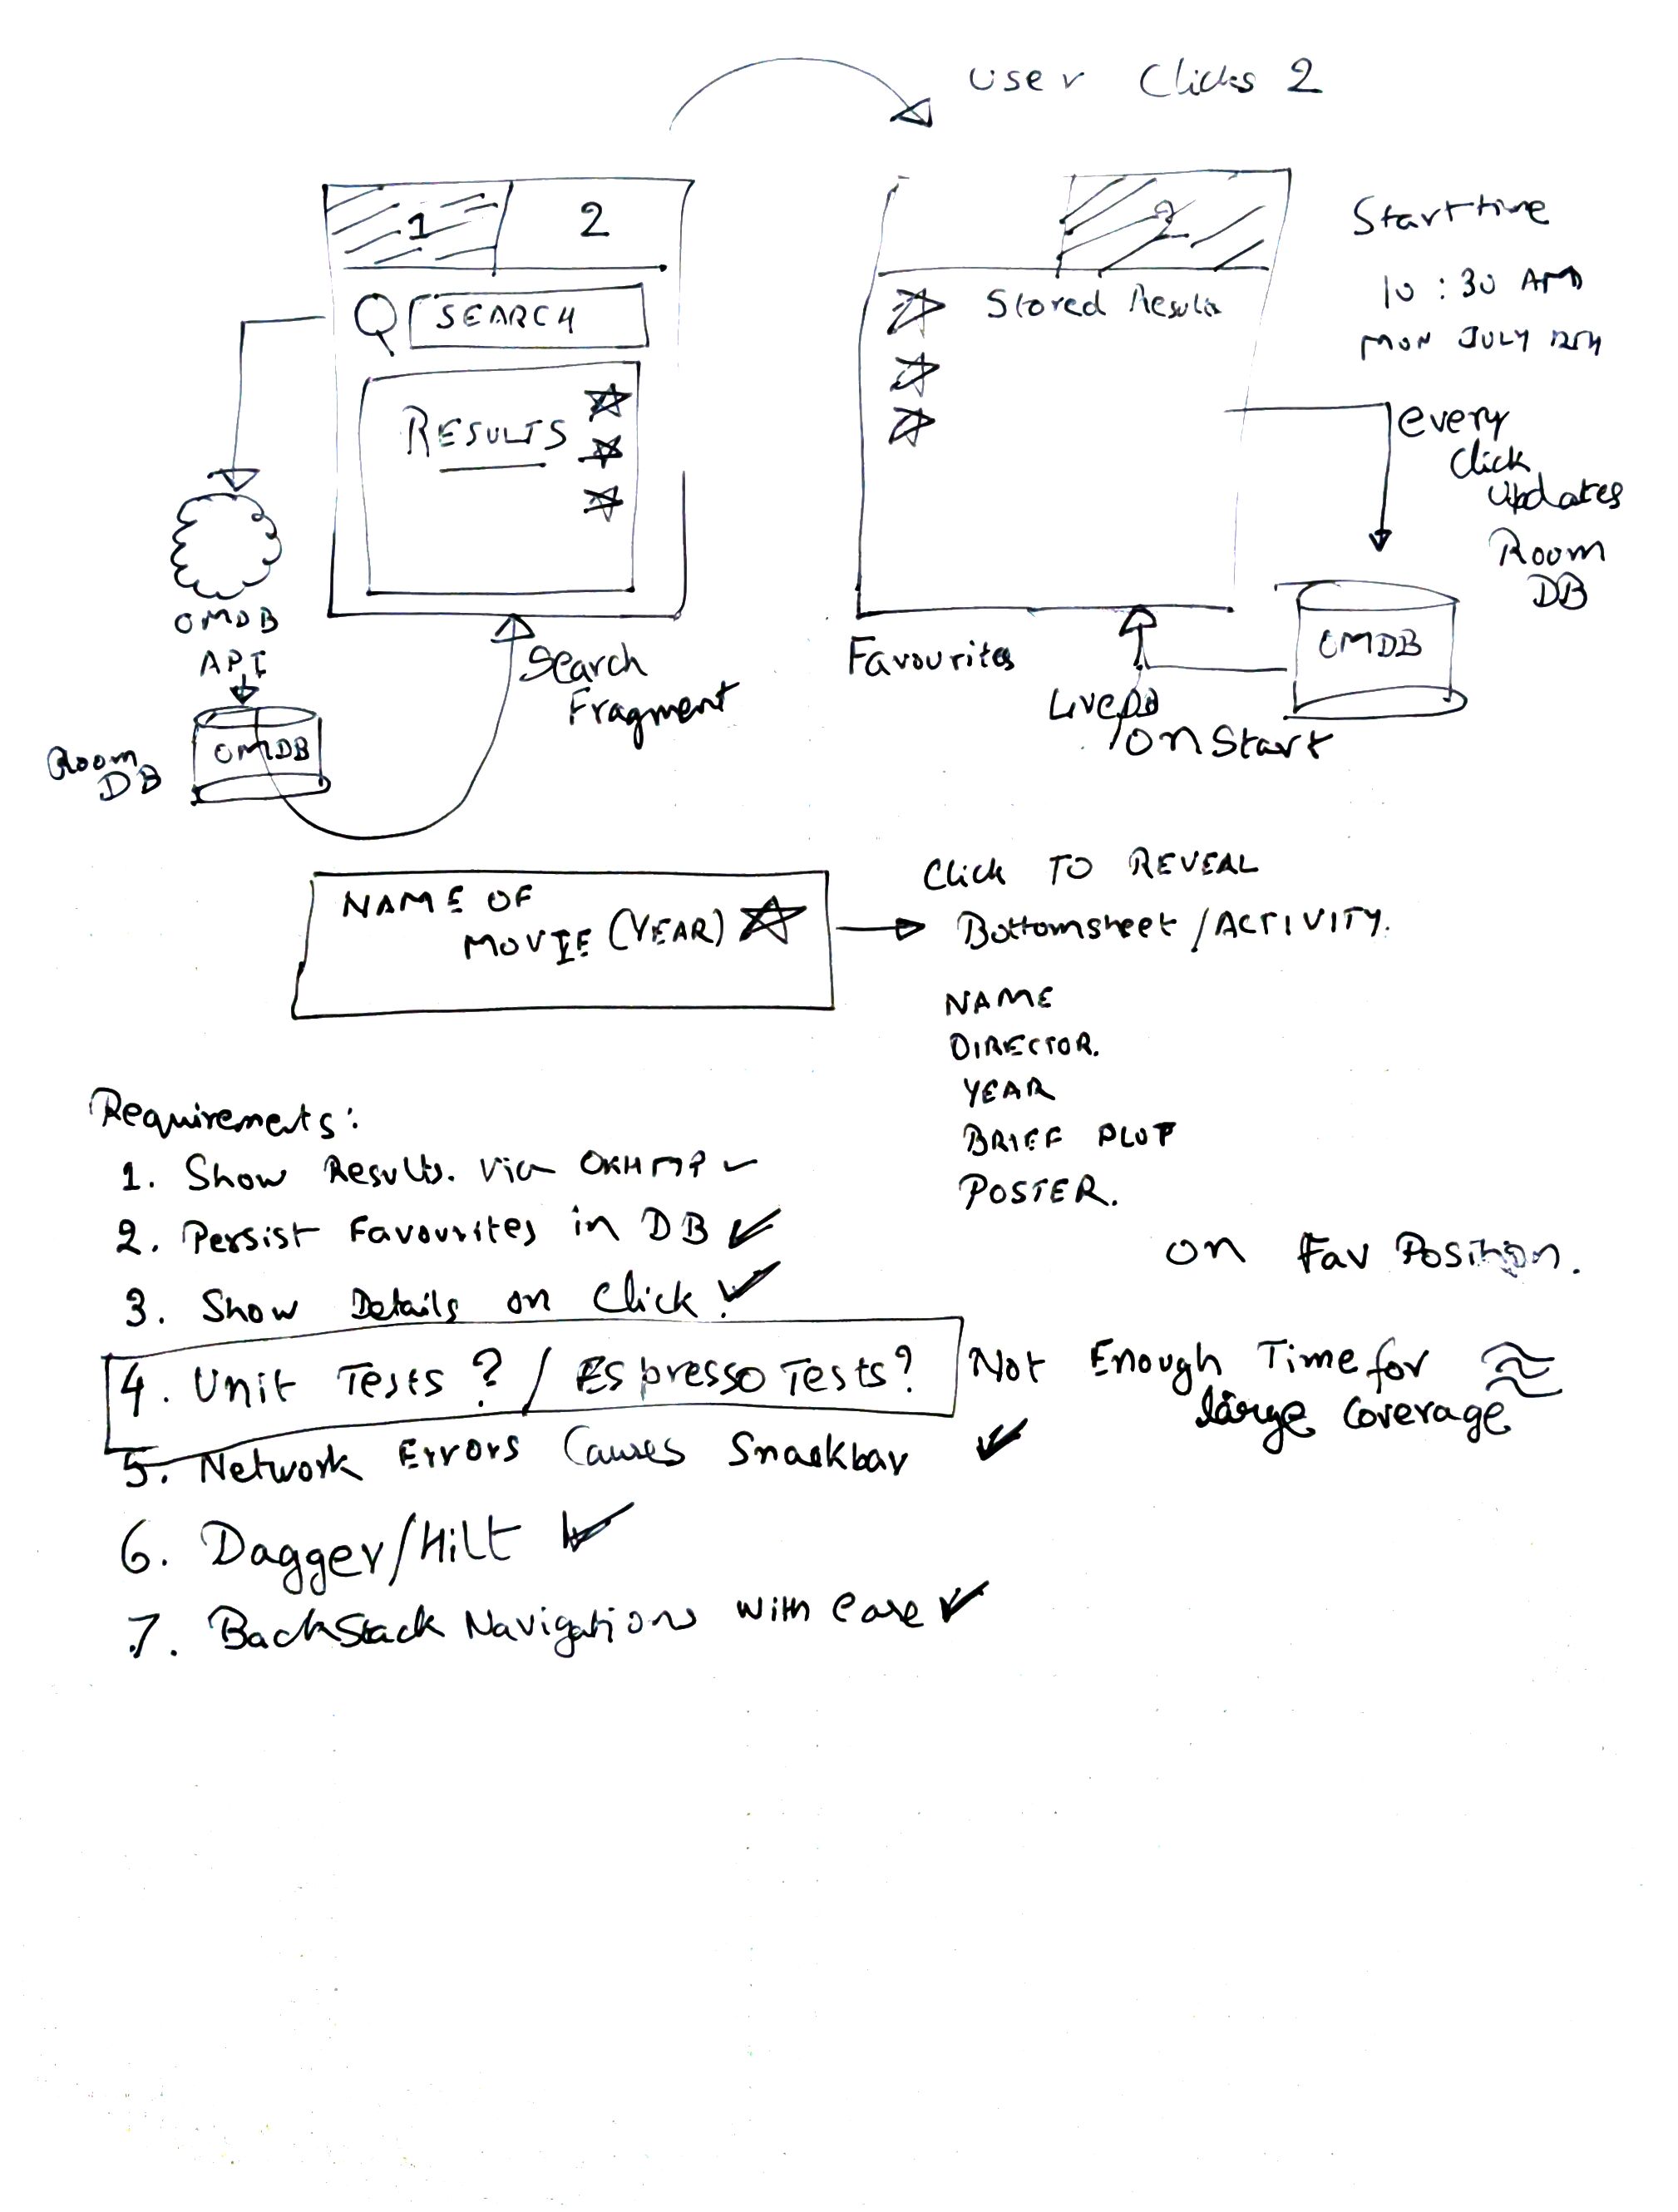 User Clicks 2
1
2
SEARCH
RESULTS
OMDB
API
Room
DB
OMDB
Search
Fragment
2
Stored Results
Favourites
onStart
Start time
10:30 AM
MON JULY 12TH
every
Click
Updates
Room
DB
OMDB
NAME OF
MOVIE (YEAR)
Click TO REVEAL
Bottomsheet / ACTIVITY.
NAME
DIRECTOR.
YEAR
BRIEF PLOT
POSTER.
on Fav Position.
Requirements:
1. Show Results. Via OKHTTP
2. Persist Favourites in DB
3. Show Details on Click.
4. Unit Tests? / Espresso Tests?
Not Enough Time for
large coverage
5. Network Errors Causes Snackbar
6. Dagger/Hilt
7. BackStack Navigations with ease